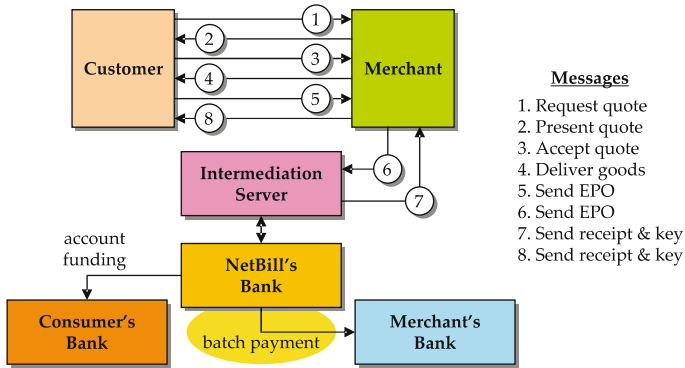 1
2
3
4
5
8
Customer
Merchant
6
7
Intermediation
Server
account
funding
NetBill's
Bank
Consumer's
Bank
batch payment
Merchant's
Bank
Messages
1. Request quote
2. Present quote
3. Accept quote
4. Deliver goods
5. Send EPO
6. Send EPO
7. Send receipt & key
8. Send receipt & key